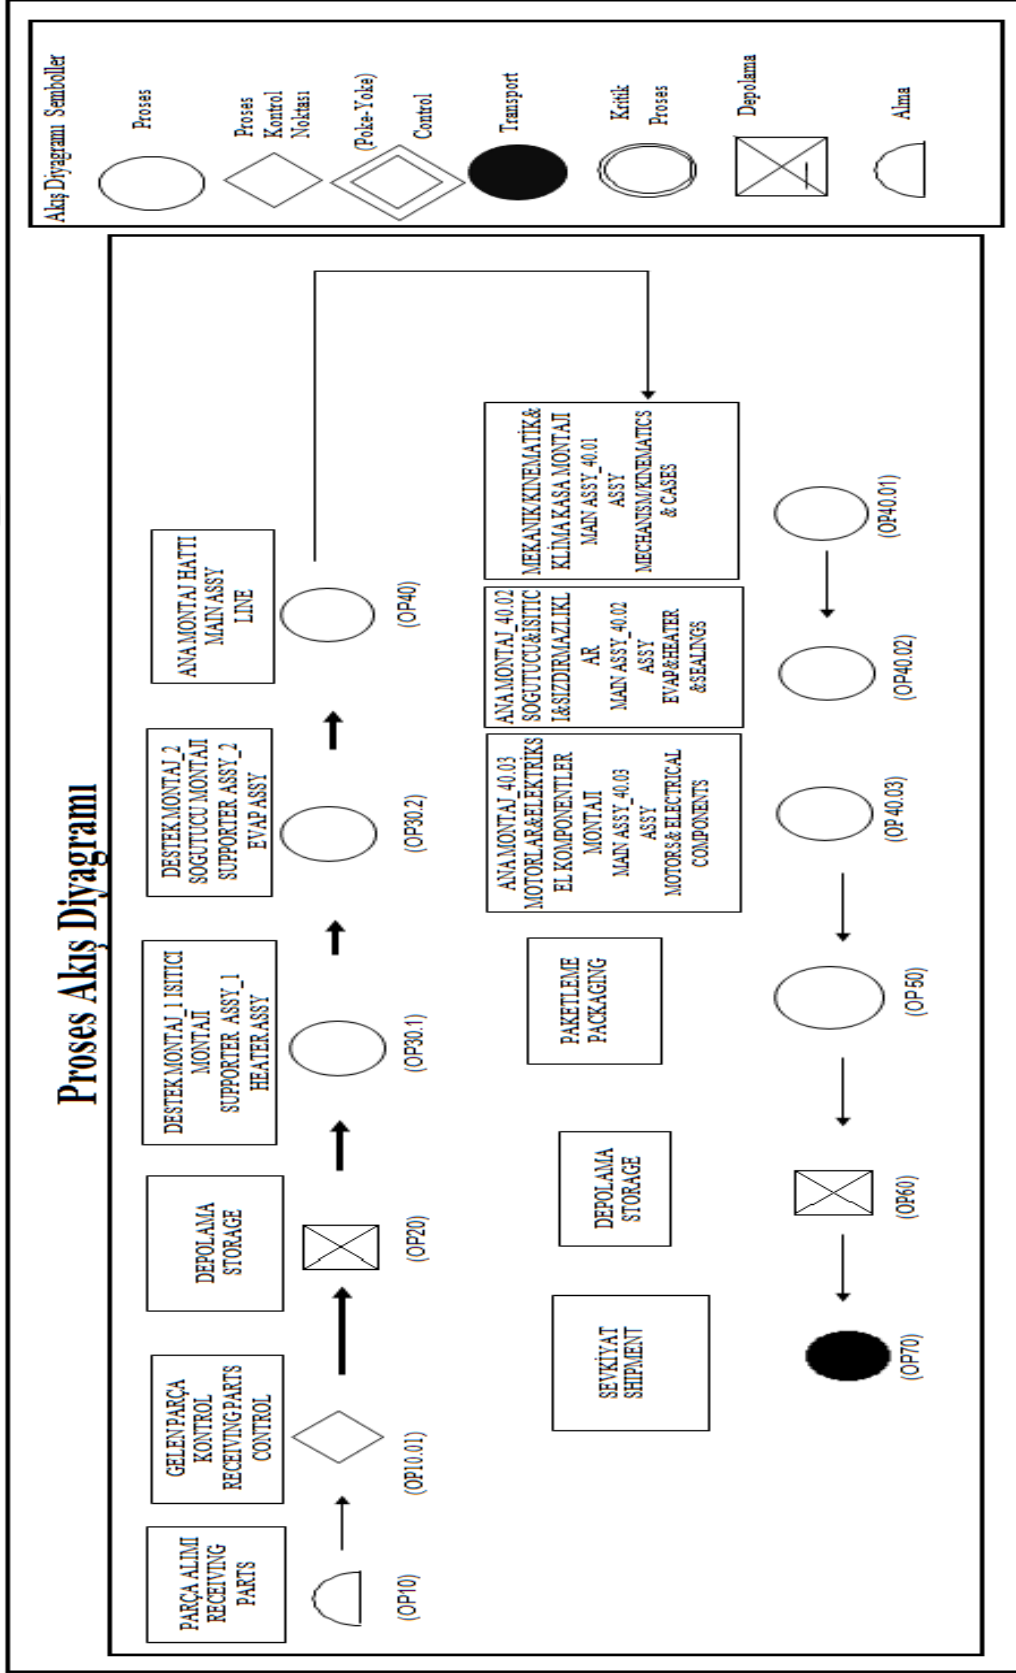 Proses Akış Diyagramı
PARÇA ALIMI
RECEIVING
PARTS
(OP10)
GELEN PARÇA
KONTROL
RECEIVING PARTS
CONTROL
(OP10.01)
DEPOLAMA
STORAGE
(OP20)
DESTEK MONTAJ_1 ISITICI
MONTAJI
SUPPORTER ASSY_1
HEATER ASSY
(OP30.1)
DESTEK MONTAJ_2
SOGUTUCU MONTAJI
SUPPORTER ASSY_2
EVAP ASSY
(OP30.2)
ANA MONTAJ HATTI
MAIN ASSY
LINE
(OP40)
MEKANIK/KINEMATİK&
KLİMA KASA MONTAJI
MAIN ASSY_40.01
ASSY
MECHANISM/KINEMATICS
& CASES
(OP40.01)
ANA MONTAJ_40.02
SOGUTUCU&ISITIC
I&SIZDIRMAZLIKL
AR
MAIN ASSY_40.02
ASSY
EVAP&HEATER
&SEALINGS
(OP40.02)
ANA MONTAJ_40.03
MOTORLAR&ELEKTRİKS
EL KOMPONENTLER
MONTAJI
MAIN ASSY_40.03
ASSY
MOTORS& ELECTRICAL
COMPONENTS
(OP 40.03)
PAKETLEME
PACKAGING
(OP50)
DEPOLAMA
STORAGE
(OP60)
SEVKİYAT
SHIPMENT
(OP70)
Akış Diyagramı Semboller
Proses
Proses
Kontrol
Noktası
(Poke-Yoke)
Control
Transport
Kritik
Proses
Depolama
Alma